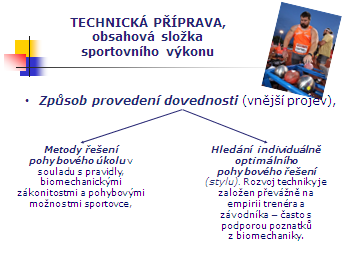 TECHNICKÁ PŘÍPRAVA,
obsahová složka
sportovního výkonu
• Způsob provedení dovednosti (vnější projev),
Metody řešení
pohybového úkolu v
souladu s pravidly,
biomechanickými
zákonitostmi a pohybovými
možnostmi sportovce,
Hledání individuálně
optimálního
pohybového řešení
(stylu). Rozvoj techniky je
založen převážně na
empirii trenéra a
závodníka – často s
podporou poznatků
z biomechaniky.